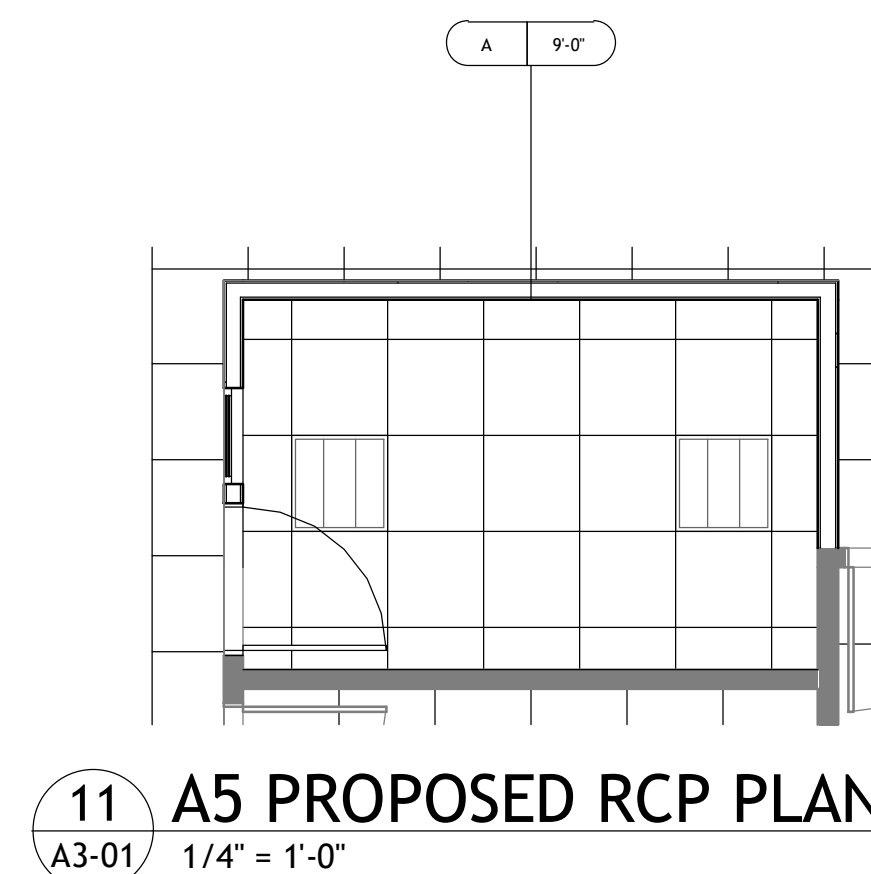 A 9'-0"
11 A5 PROPOSED RCP PLAN
A3-01 1/4" = 1'-0"